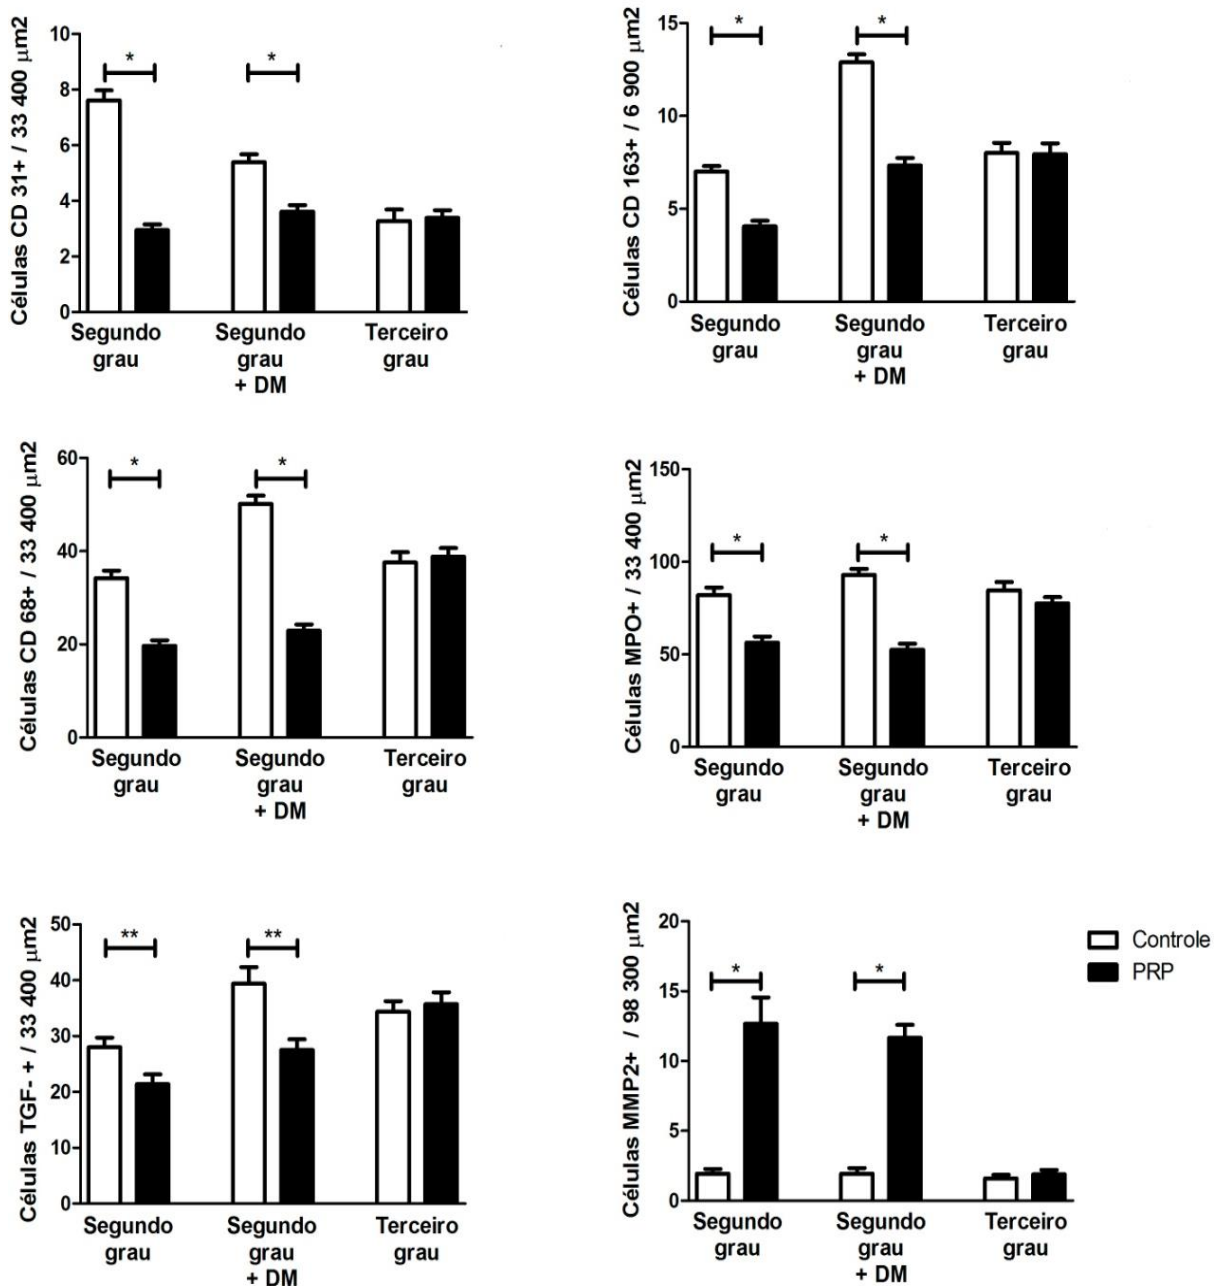 Células CD 31+ / 33 400 µm2
10
8
6
4
2
0
*
*
Segundo
grau
Segundo
grau
+ DM
Terceiro
grau
Células CD 163+ / 6 900 µm2
15
10
5
0
*
*
Segundo
grau
Segundo
grau
+ DM
Terceiro
grau
Células CD 68+ / 33 400 µm2
60
40
20
0
*
*
Segundo
grau
Segundo
grau
+ DM
Terceiro
grau
Células MPO+ / 33 400 µm2
150
100
50
0
*
*
Segundo
grau
Segundo
grau
+ DM
Terceiro
grau
Células TGF- + / 33 400 µm2
50
40
30
20
10
0
**
**
Segundo
grau
Segundo
grau
+ DM
Terceiro
grau
Células MMP2+ / 98 300 µm2
20
15
10
5
0
*
*
Segundo
grau
Segundo
grau
+ DM
Terceiro
grau
Controle
PRP